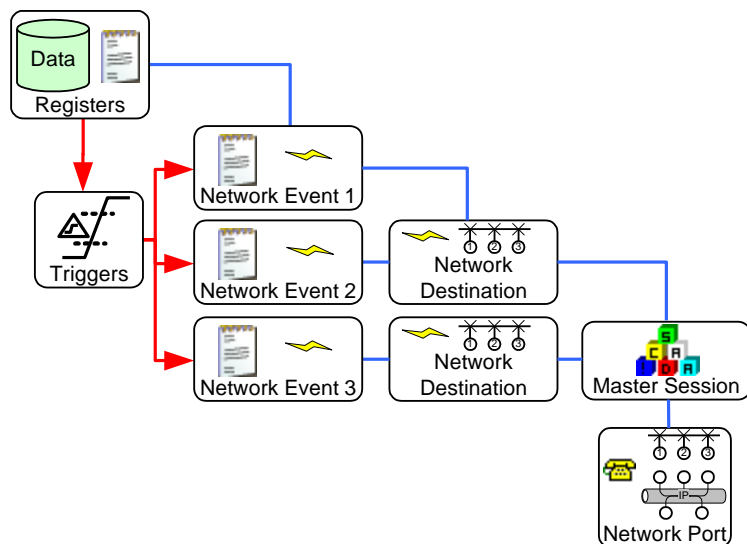 Data
Registers
Network Event 1
Triggers
Network Event 2
1 2 3
Network
Destination
Network Event 3
1 2 3
Network
Destination
S
C A
I D A
Master Session
1 2 3
IP
Network Port